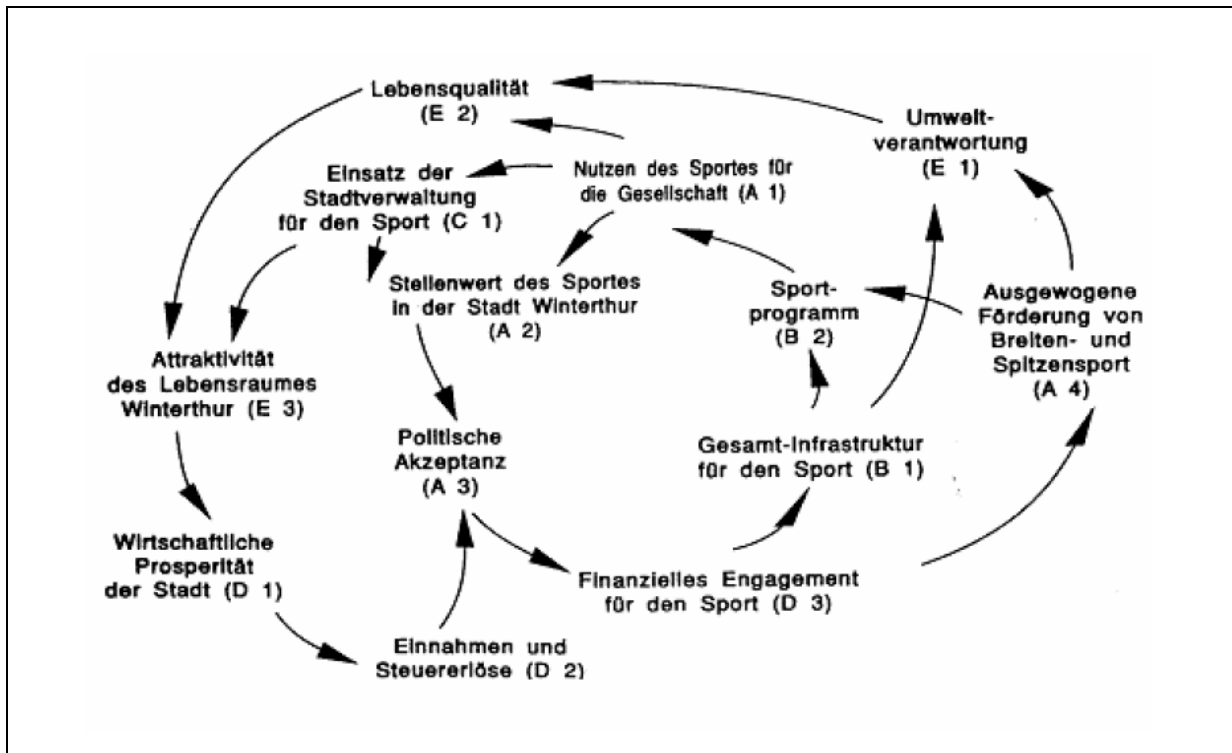 Lebensqualität
(E 2)
Umwelt-
verantwortung
(E 1)
Einsatz der
Stadtverwaltung
für den Sport (C 1)
Nutzen des Sportes für
die Gesellschaft (A 1)
Stellenwert des Sportes
in der Stadt Winterthur
(A 2)
Sport-
programm
(B 2)
Ausgewogene
Förderung von
Breiten- und
Spitzensport
(A 4)
Attraktivität
des Lebensraumes
Winterthur (E 3)
Politische
Akzeptanz
(A 3)
Gesamt-Infrastruktur
für den Sport (B 1)
Wirtschaftliche
Prosperität
der Stadt (D 1)
Finanzielles Engagement
für den Sport (D 3)
Einnahmen und
Steuererlöse (D 2)